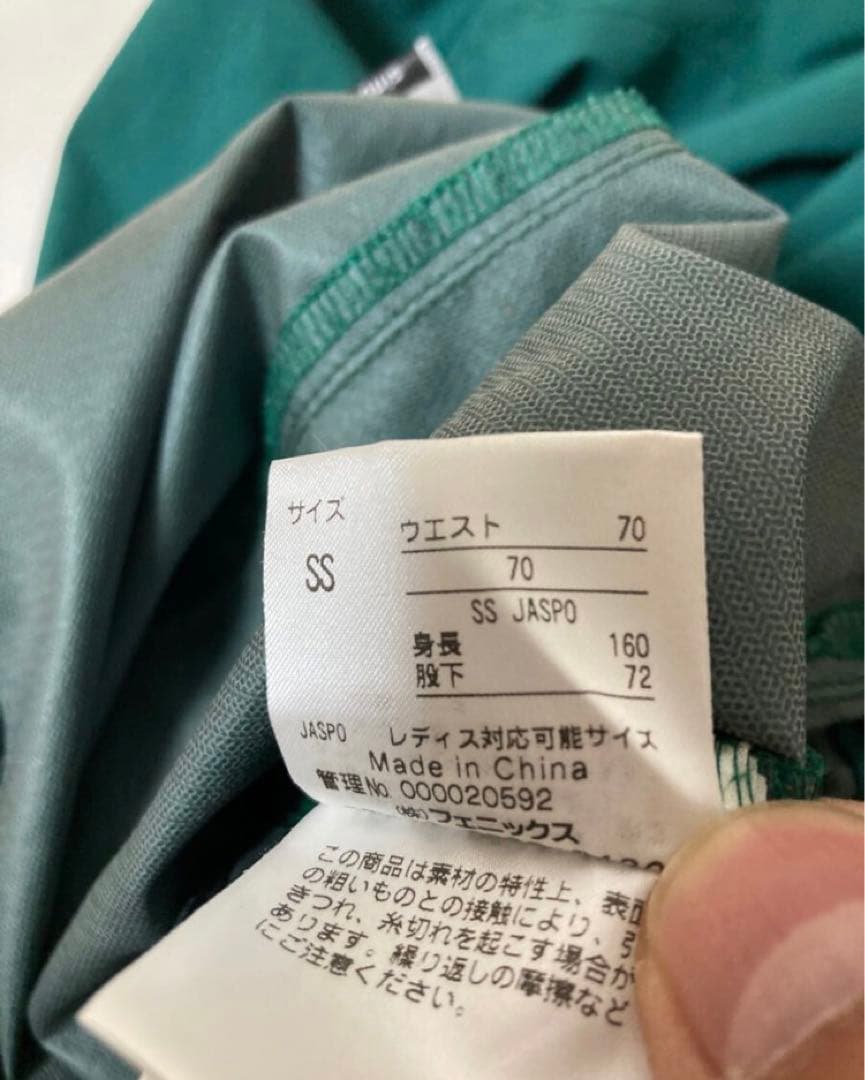 サイズ
SS
ウエスト 70
70
SS JASPO
身長 160
股下 72
JASPO レディス対応可能サイズ
Made in China
管理No. 000020592
(株)フェニックス
この商品は素材の特性上、表面
の粗いものとの接触により、引
きつれ、糸切れを起こす場合が
あります。繰り返しの摩擦など
にご注意ください。